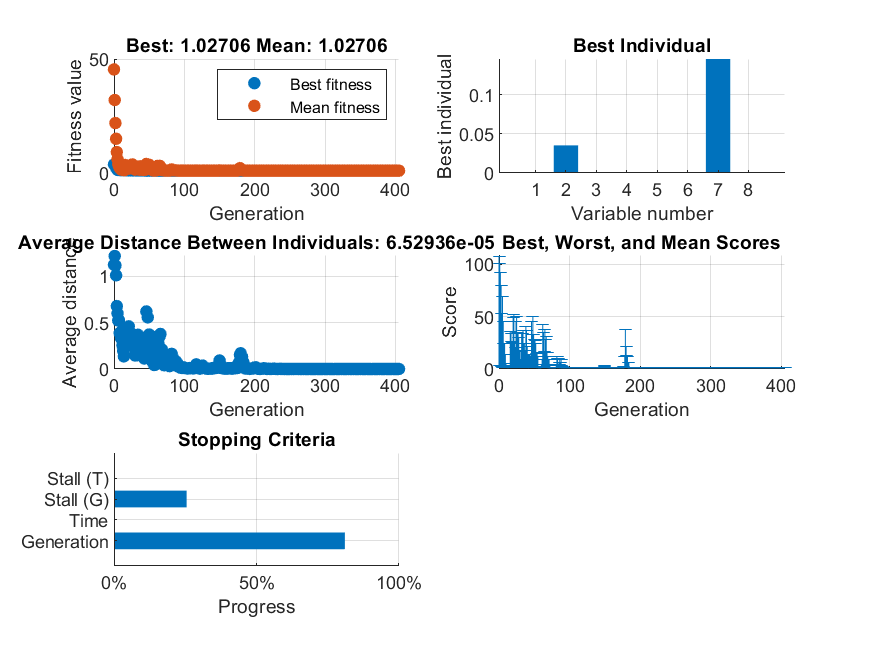 Best: 1.02706 Mean: 1.02706
Fitness value
50
0
Best fitness
Mean fitness
0 100 200 300 400
Generation
Best Individual
Best individual
0.1
0.05
0
1 2 3 4 5 6 7 8
Variable number
Average Distance Between Individuals: 6.52936e-05
Average distance
1
0.5
0
0 100 200 300 400
Generation
Best, Worst, and Mean Scores
Score
100
50
0
0 100 200 300 400
Generation
Stopping Criteria
Stall (T)
Stall (G)
Time
Generation
0% 50% 100%
Progress